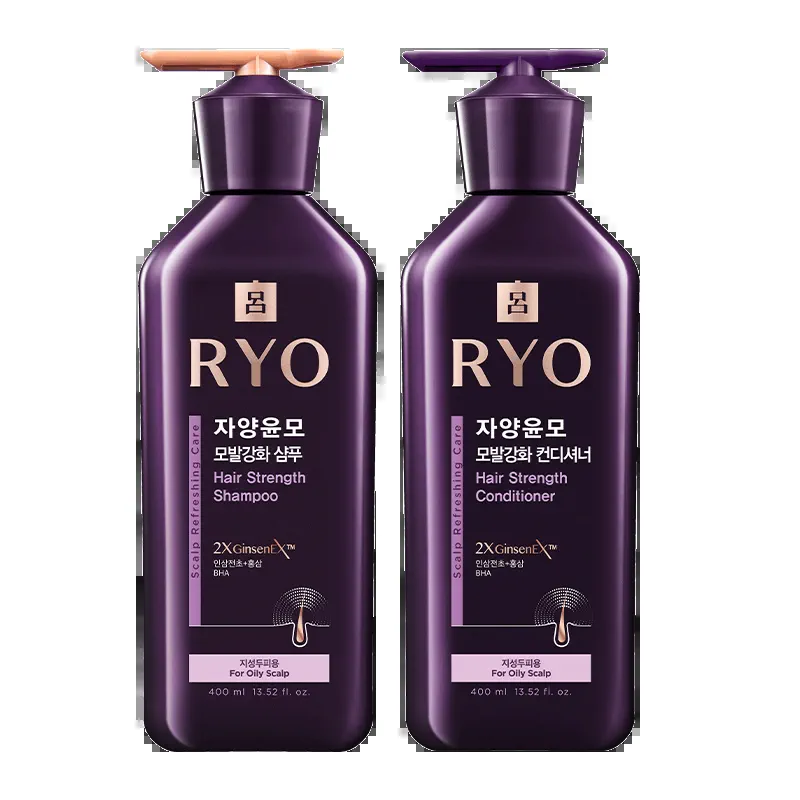 呂
RYO
Scalp Refreshing Care
자양윤모
모발강화 샴푸
Hair Strength
Shampoo
2XGinsenEX™
인삼전초+홍삼
BHA
지성두피용
For Oily Scalp
400 ml 13.52 fl. oz.
呂
RYO
Scalp Refreshing Care
자양윤모
모발강화 컨디셔너
Hair Strength
Conditioner
2XGinsenEX™
인삼전초+홍삼
BHA
지성두피용
For Oily Scalp
400 ml 13.52 fl. oz.